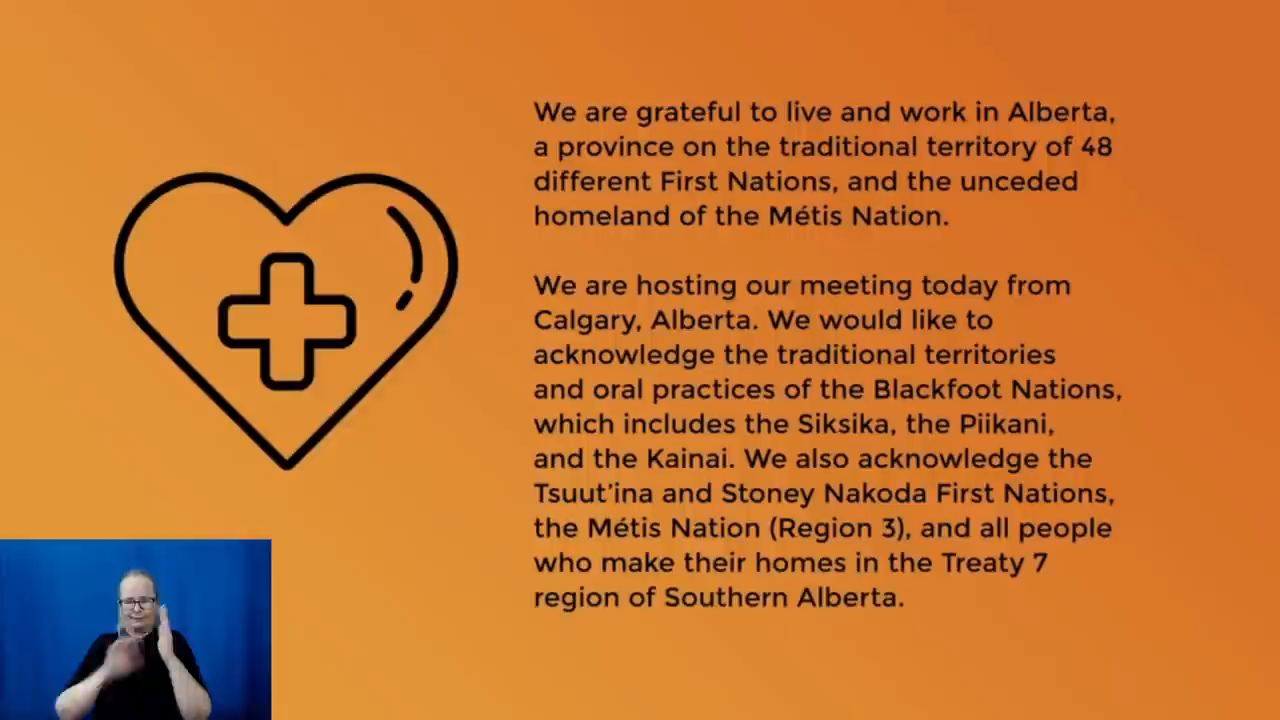 We are grateful to live and work in Alberta,
a province on the traditional territory of 48
different First Nations, and the unceded
homeland of the Métis Nation.
We are hosting our meeting today from
Calgary, Alberta. We would like to
acknowledge the traditional territories
and oral practices of the Blackfoot Nations,
which includes the Siksika, the Piikani,
and the Kainai. We also acknowledge the
Tsuut’ina and Stoney Nakoda First Nations,
the Métis Nation (Region 3), and all people
who make their homes in the Treaty 7
region of Southern Alberta.